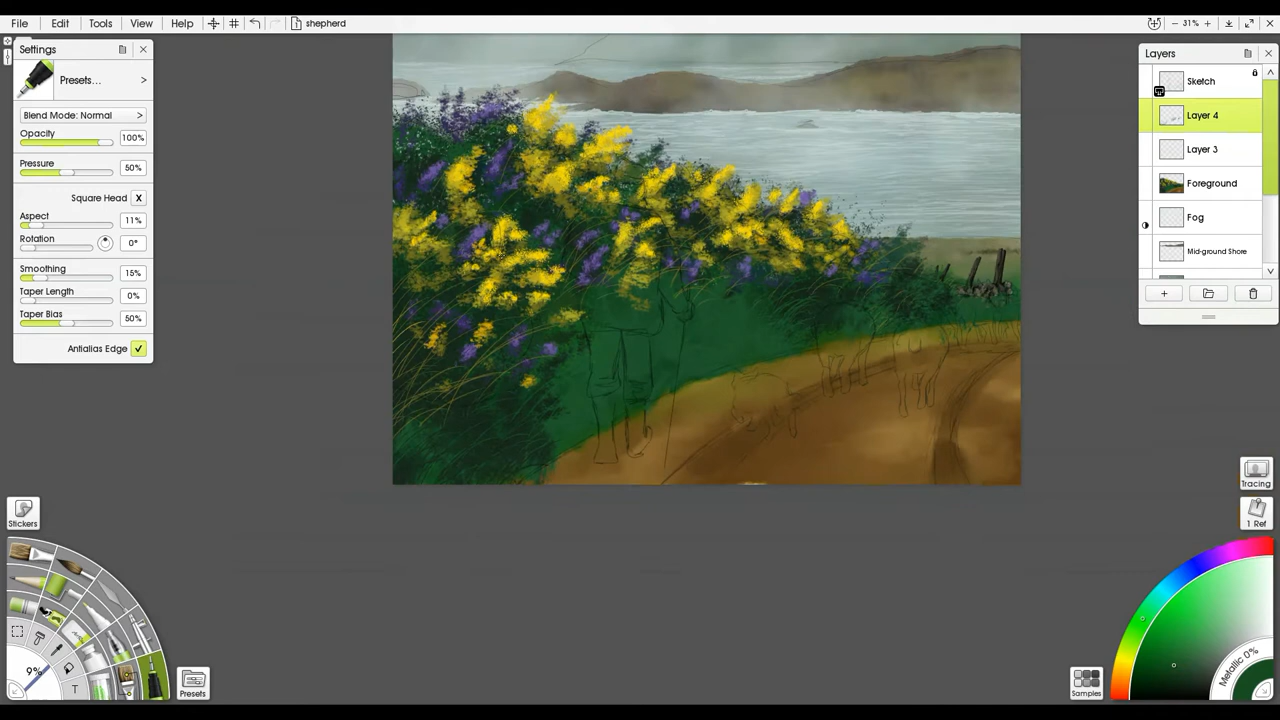 File Edit Tools View Help shepherd 31%
Settings
Presets...
Blend Mode: Normal
Opacity 100%
Pressure 50%
Square Head X
Aspect 11%
Rotation 0°
Smoothing 15%
Taper Length 0%
Taper Bias 50%
Antialias Edge
Layers
Sketch
Layer 4
Layer 3
Foreground
Fog
Mid-ground Shore
Tracing
1 Ref
Stickers
9%
T
Presets
Samples
Metallic 0%